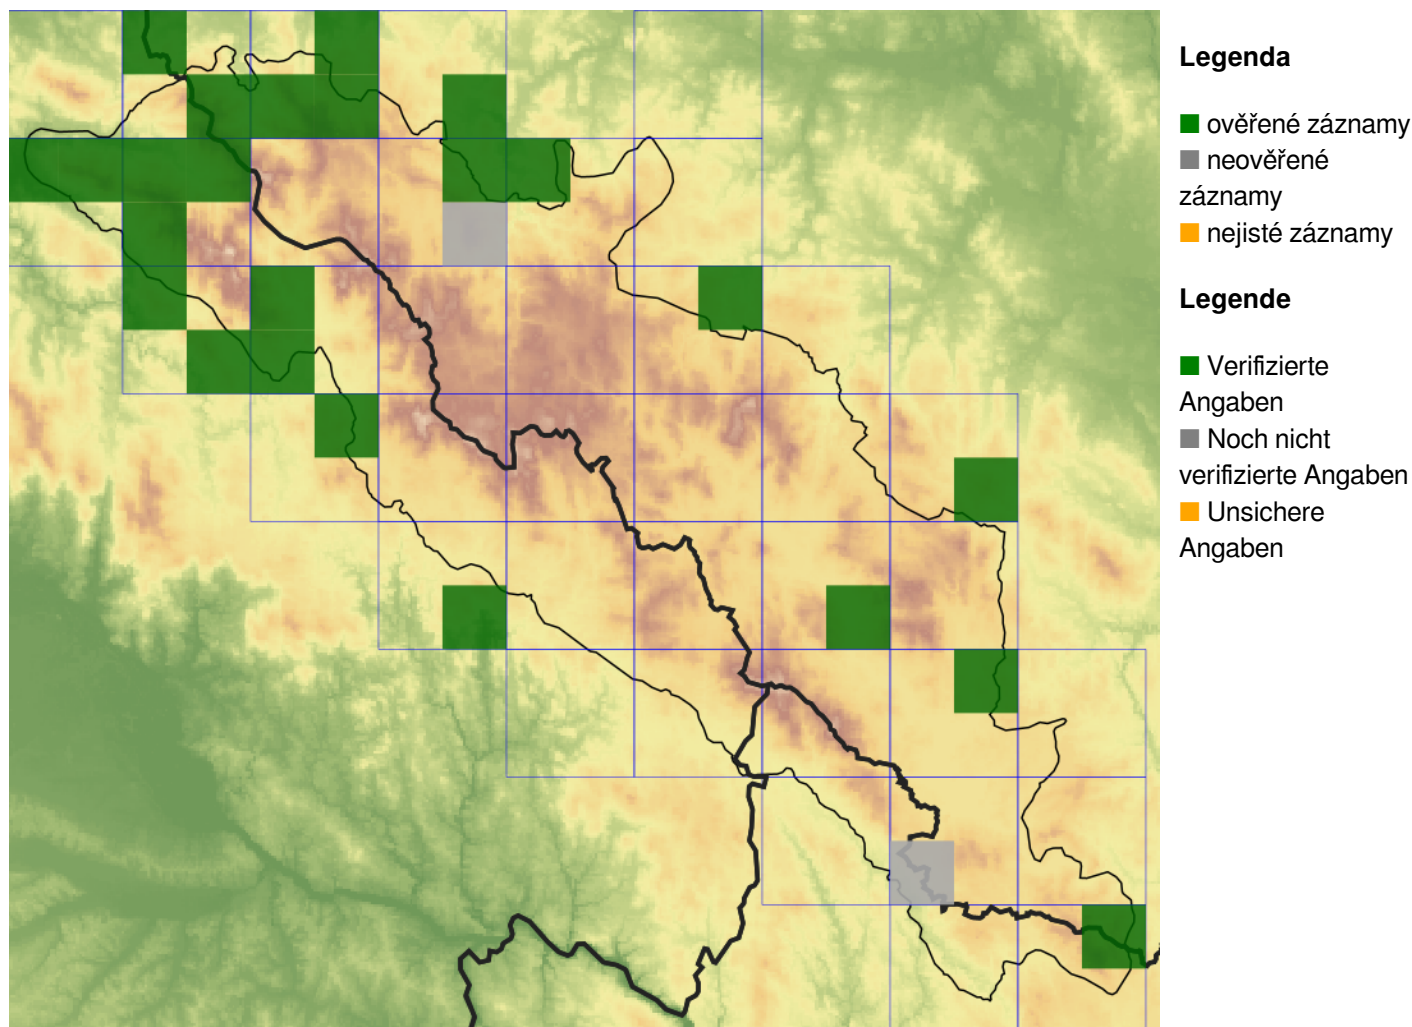 Legenda
ověřené záznamy
neověřené
záznamy
nejisté záznamy
Legende
Verifizierte
Angaben
Noch nicht
verifizierte Angaben
Unsichere
Angaben